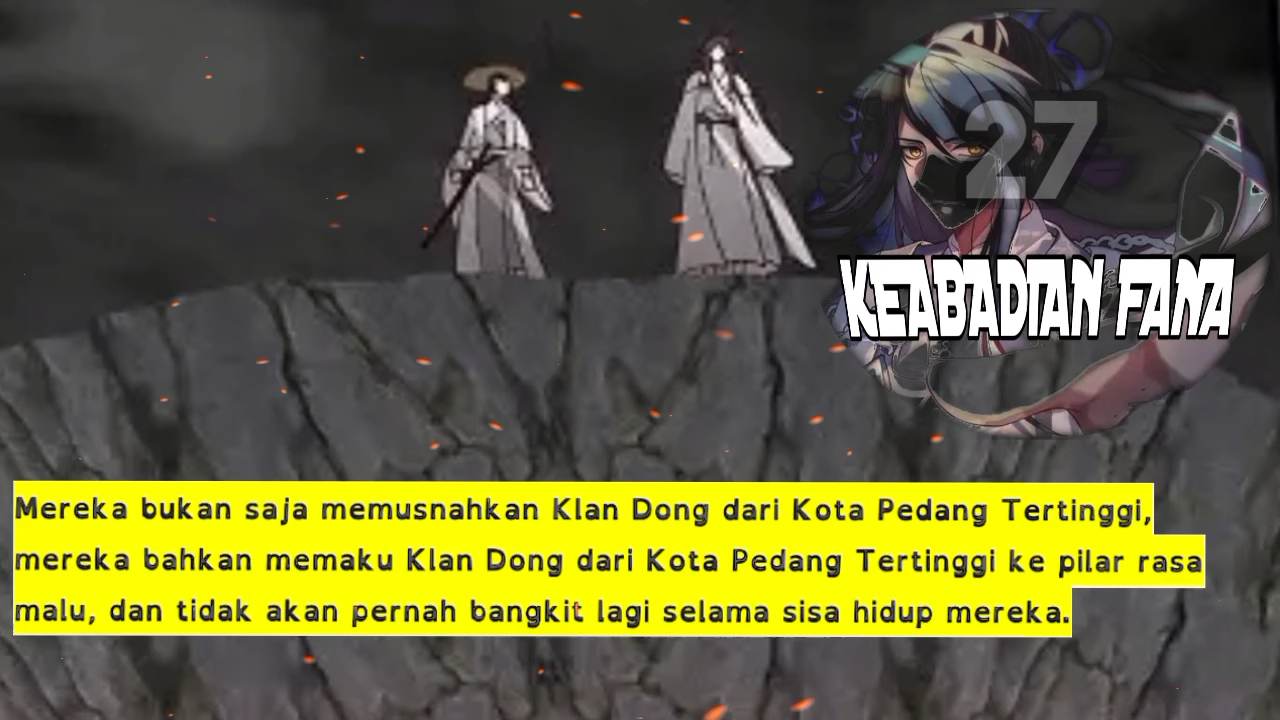 27
KEABADIAN FANA
Mereka bukan saja memusnahkan Klan Dong dari Kota Pedang Tertinggi,
mereka bahkan memaku Klan Dong dari Kota Pedang Tertinggi ke pilar rasa
malu, dan tidak akan pernah bangkit lagi selama sisa hidup mereka.